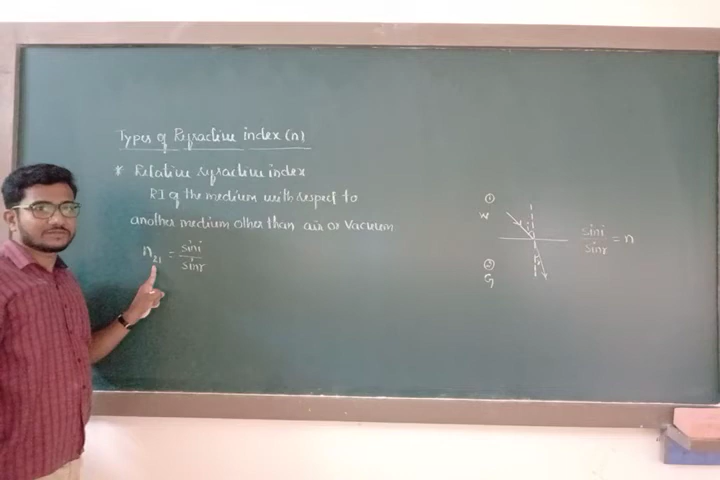 Types of Refractive index (n)
* Relative refractive index
RI of the medium with respect to
another medium other than air or Vacuum
n21 = sini/sinr
①
W
i
sini/sinr = n
r
②
G